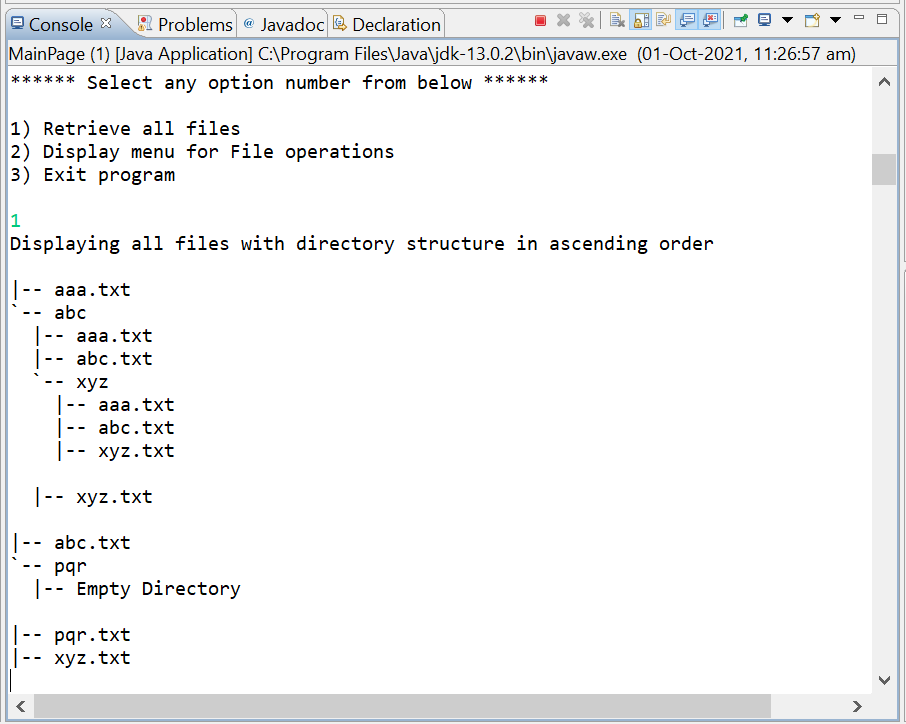 Console Problems @ Javadoc Declaration
MainPage (1) [Java Application] C:\Program Files\Java\jdk-13.0.2\bin\javaw.exe (01-Oct-2021, 11:26:57 am)
****** Select any option number from below ******
1) Retrieve all files
2) Display menu for File operations
3) Exit program
1
Displaying all files with directory structure in ascending order
|-- aaa.txt
`-- abc
  |-- aaa.txt
  |-- abc.txt
  `-- xyz
    |-- aaa.txt
    |-- abc.txt
    |-- xyz.txt
  |-- xyz.txt
|-- abc.txt
`-- pqr
  |-- Empty Directory
|-- pqr.txt
|-- xyz.txt